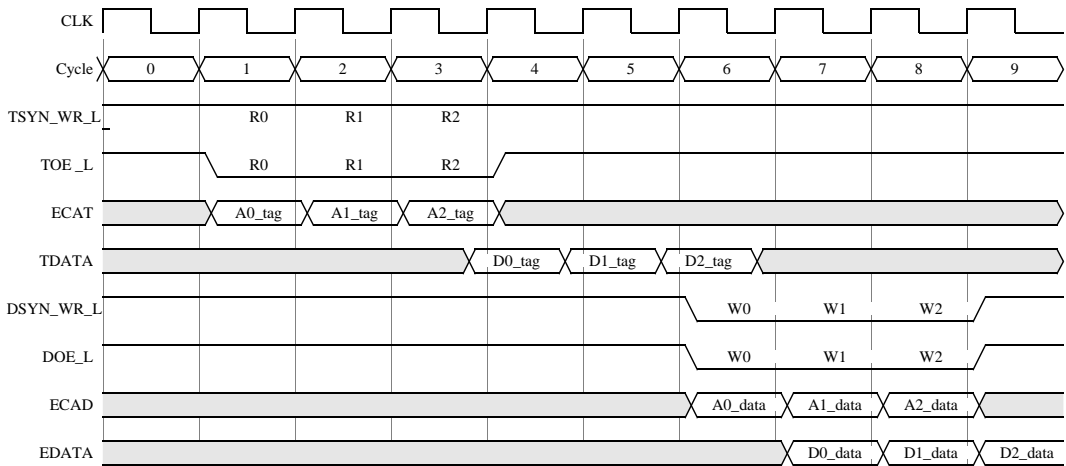 CLK
Cycle 0 1 2 3 4 5 6 7 8 9
TSYN_WR_L R0 R1 R2
TOE _L R0 R1 R2
ECAT A0_tag A1_tag A2_tag
TDATA D0_tag D1_tag D2_tag
DSYN_WR_L W0 W1 W2
DOE_L W0 W1 W2
ECAD A0_data A1_data A2_data
EDATA D0_data D1_data D2_data